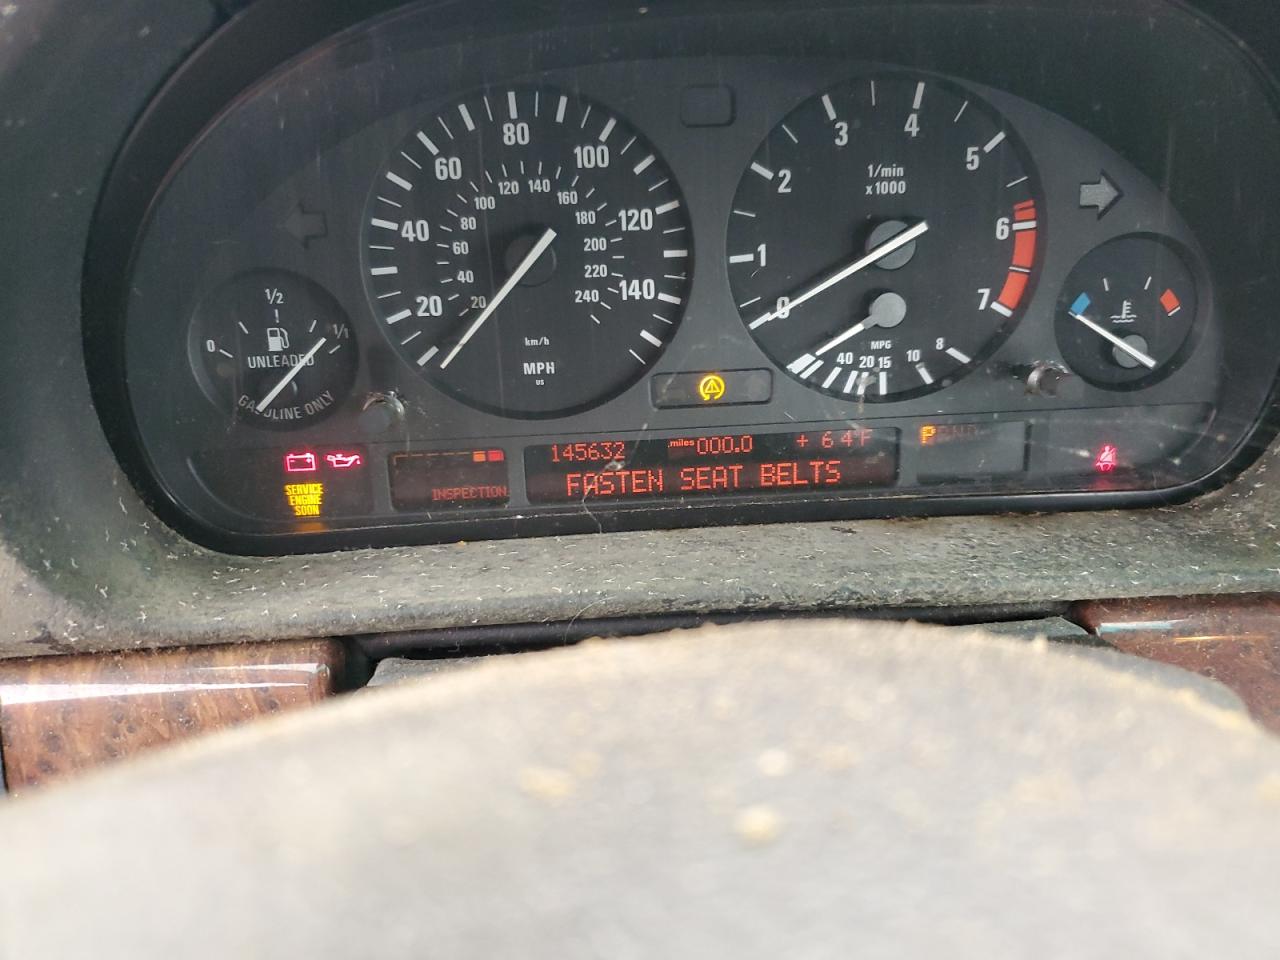 80
60
100
120 140
100
160
80
180
40
120
60
200
40
220
20
20
240
140
km/h
MPH
US
3
4
2
5
1/min
x1000
1
6
0
7
MPG
40 20 15 10 8
1/2
0
1/1
UNLEADED
GASOLINE ONLY
SERVICE
ENGINE
SOON
INSPECTION
145632 miles 000.0 + 64F
FASTEN SEAT BELTS
PRND